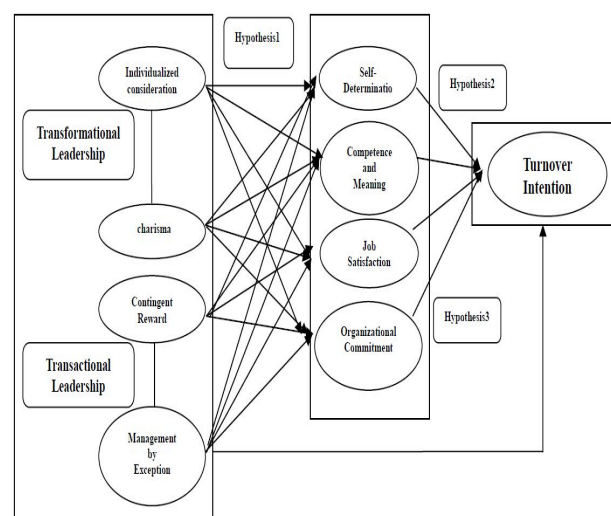 Hypothesis1
Individualized
consideration
Transformational
Leadership
charisma
Contingent
Reward
Transactional
Leadership
Management
by
Exception
Self-
Determinatio
Competence
and
Meaning
Job
Satisfaction
Organizational
Commitment
Hypothesis2
Turnover
Intention
Hypothesis3